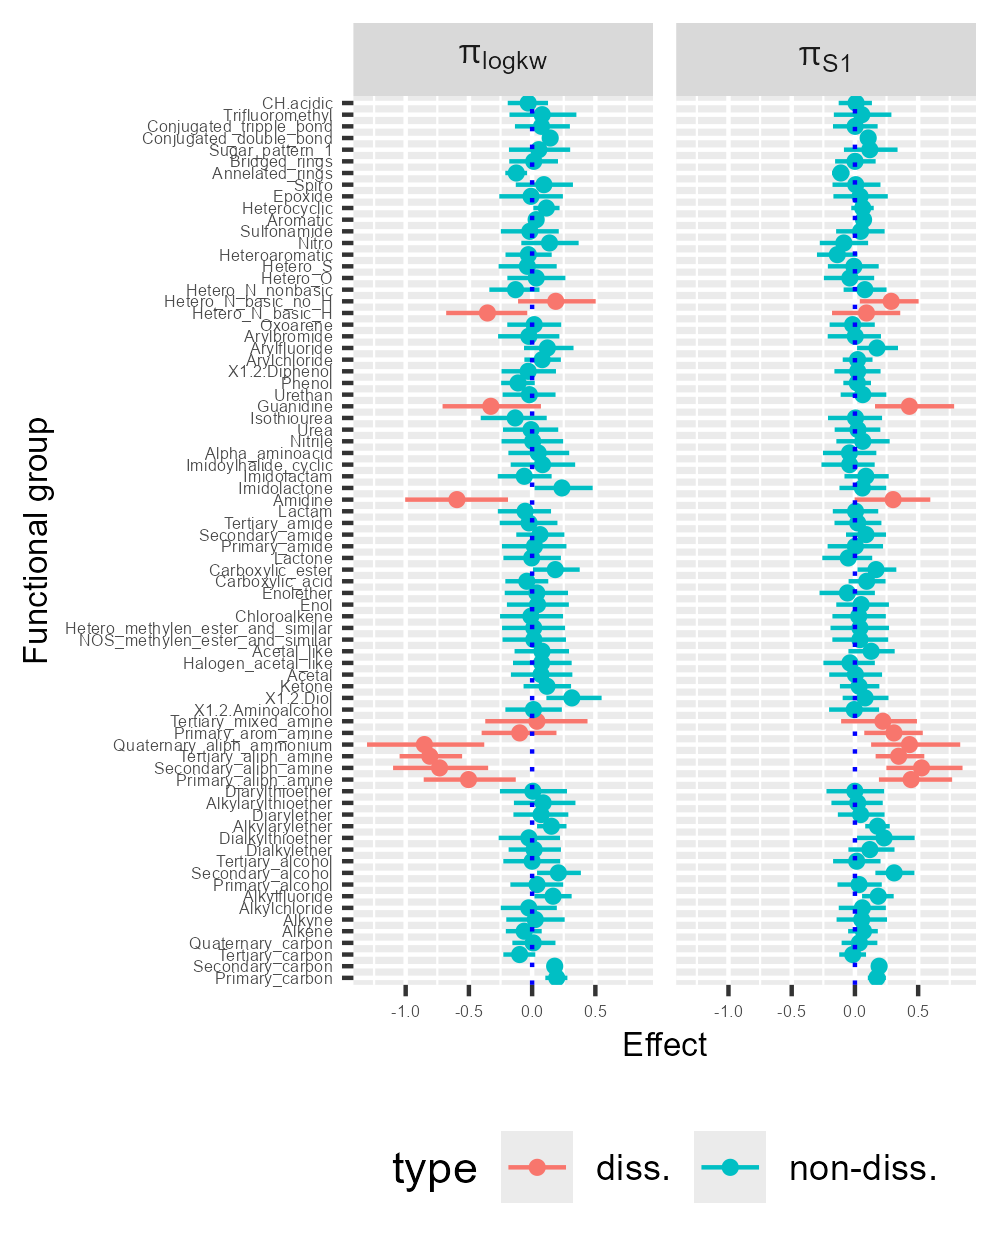 πlogkw
πS1
CH.acidic
Trifluoromethyl
Conjugated_tripple_bond
Conjugated_double_bond
Sugar_pattern_1
Bridged_rings
Annelated_rings
Spiro
Epoxide
Heterocyclic
Aromatic
Sulfonamide
Nitro
Heteroaromatic
Hetero_S
Hetero_O
Hetero_N_nonbasic
Hetero_N_basic_no_H
Hetero_N_basic_H
Oxoarene
Arylbromide
Arylfluoride
Arylchloride
X1.2.Diphenol
Phenol
Urethan
Guanidine
Isothiourea
Urea
Nitrile
Alpha_aminoacid
Imidoylhalide_cyclic
Imidolactam
Imidolactone
Amidine
Lactam
Tertiary_amide
Secondary_amide
Primary_amide
Lactone
Carboxylic_ester
Carboxylic_acid
Enolether
Enol
Chloroalkene
Hetero_methylen_ester_and_similar
NOS_methylen_ester_and_similar
Acetal_like
Halogen_acetal_like
Acetal
Ketone
X1.2.Diol
X1.2.Aminoalcohol
Tertiary_mixed_amine
Primary_arom_amine
Quaternary_aliph_ammonium
Tertiary_aliph_amine
Secondary_aliph_amine
Primary_aliph_amine
Diarylthioether
Alkylarylthioether
Diarylether
Alkylarylether
Dialkylthioether
Dialkylether
Tertiary_alcohol
Secondary_alcohol
Primary_alcohol
Alkylfluoride
Alkylchloride
Alkyne
Alkene
Quaternary_carbon
Tertiary_carbon
Secondary_carbon
Primary_carbon
Functional group
-1.0 -0.5 0.0 0.5
-1.0 -0.5 0.0 0.5
Effect
type diss. non-diss.